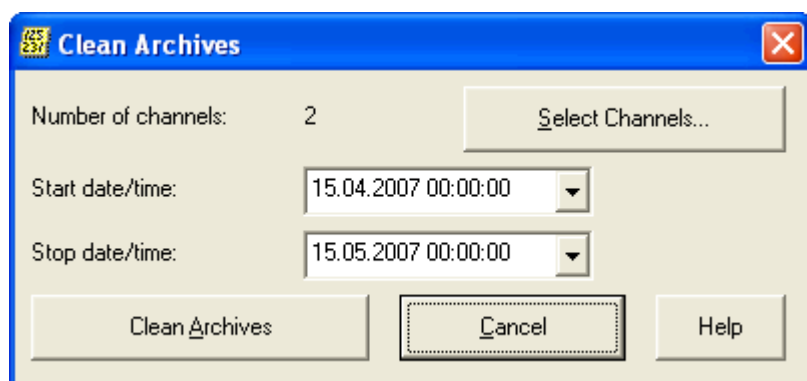 Clean Archives
Number of channels: 2 Select Channels...
Start date/time: 15.04.2007 00:00:00
Stop date/time: 15.05.2007 00:00:00
Clean Archives Cancel Help